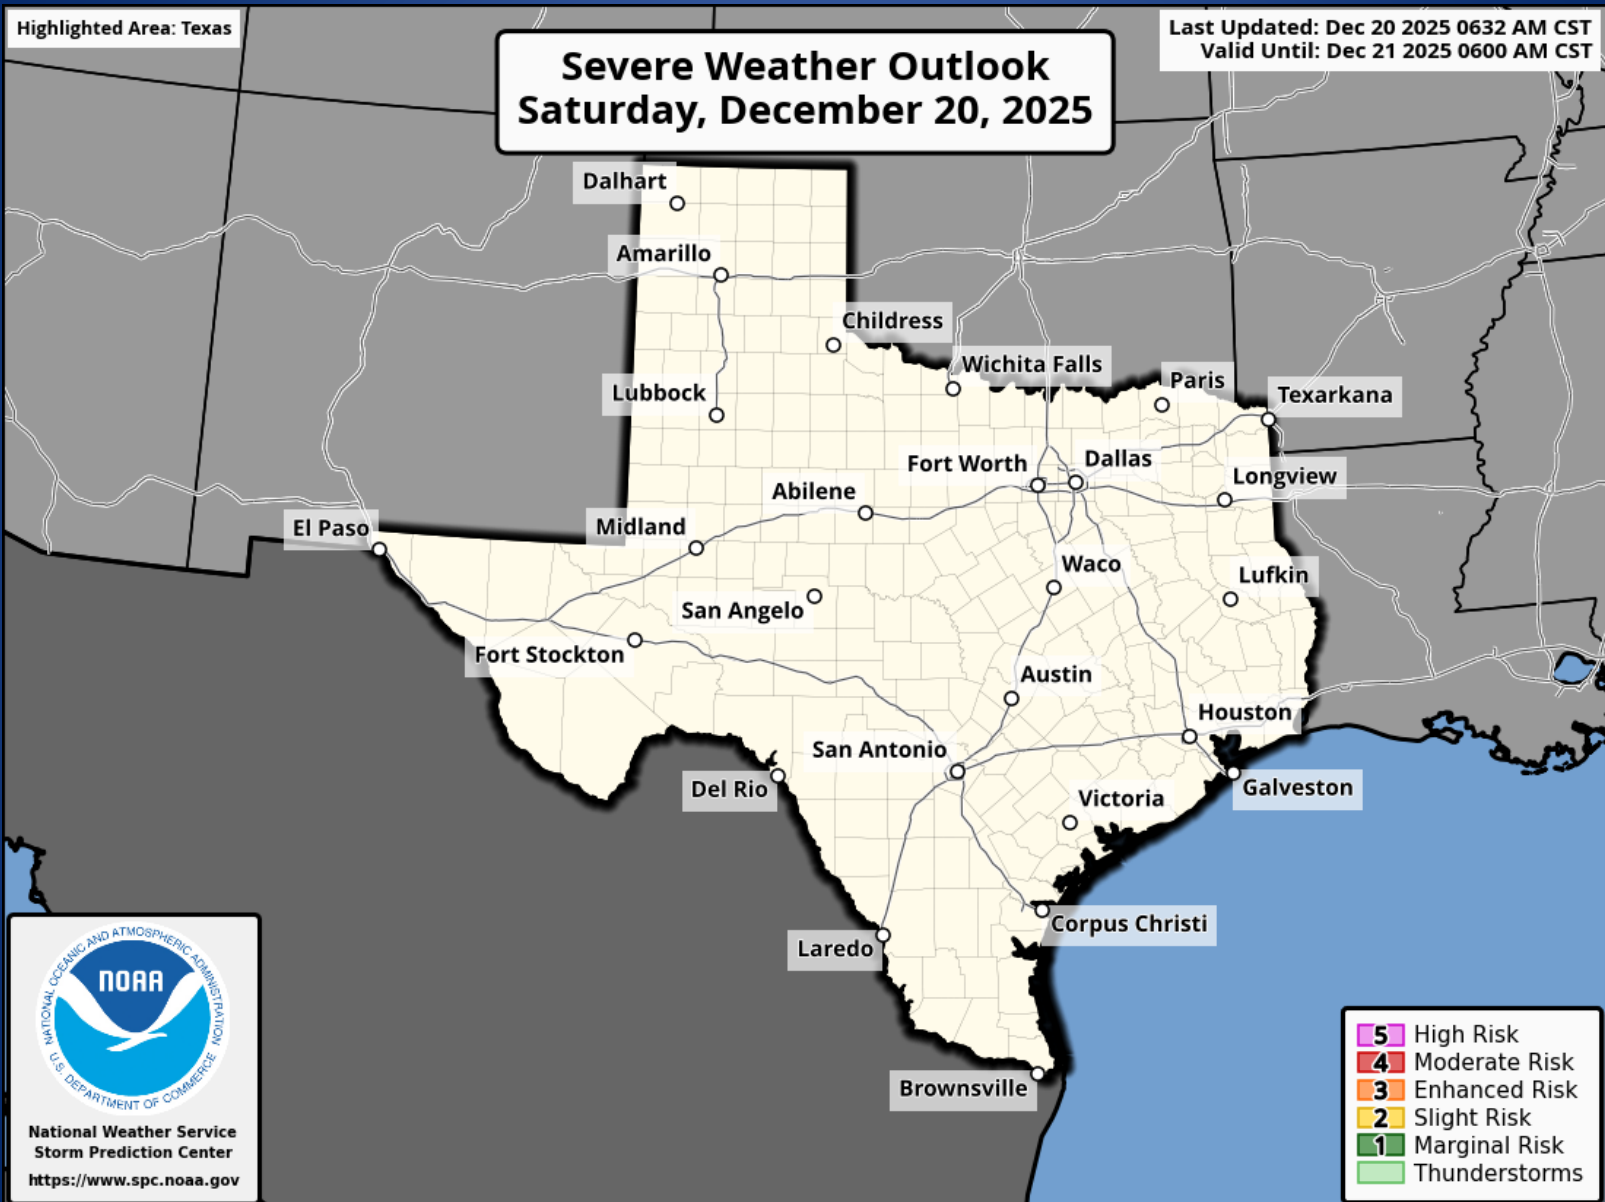 Highlighted Area: Texas
Severe Weather Outlook
Saturday, December 20, 2025
Last Updated: Dec 20 2025 0632 AM CST
Valid Until: Dec 21 2025 0600 AM CST
Dalhart
Amarillo
Childress
Wichita Falls
Paris
Texarkana
Lubbock
Fort Worth
Dallas
Longview
Abilene
El Paso
Midland
Waco
Lufkin
San Angelo
Fort Stockton
Austin
Houston
San Antonio
Del Rio
Galveston
Victoria
Corpus Christi
Laredo
Brownsville
NATIONAL OCEANIC AND ATMOSPHERIC ADMINISTRATION
NOAA
U.S. DEPARTMENT OF COMMERCE
National Weather Service
Storm Prediction Center
https://www.spc.noaa.gov
5 High Risk
4 Moderate Risk
3 Enhanced Risk
2 Slight Risk
1 Marginal Risk
Thunderstorms